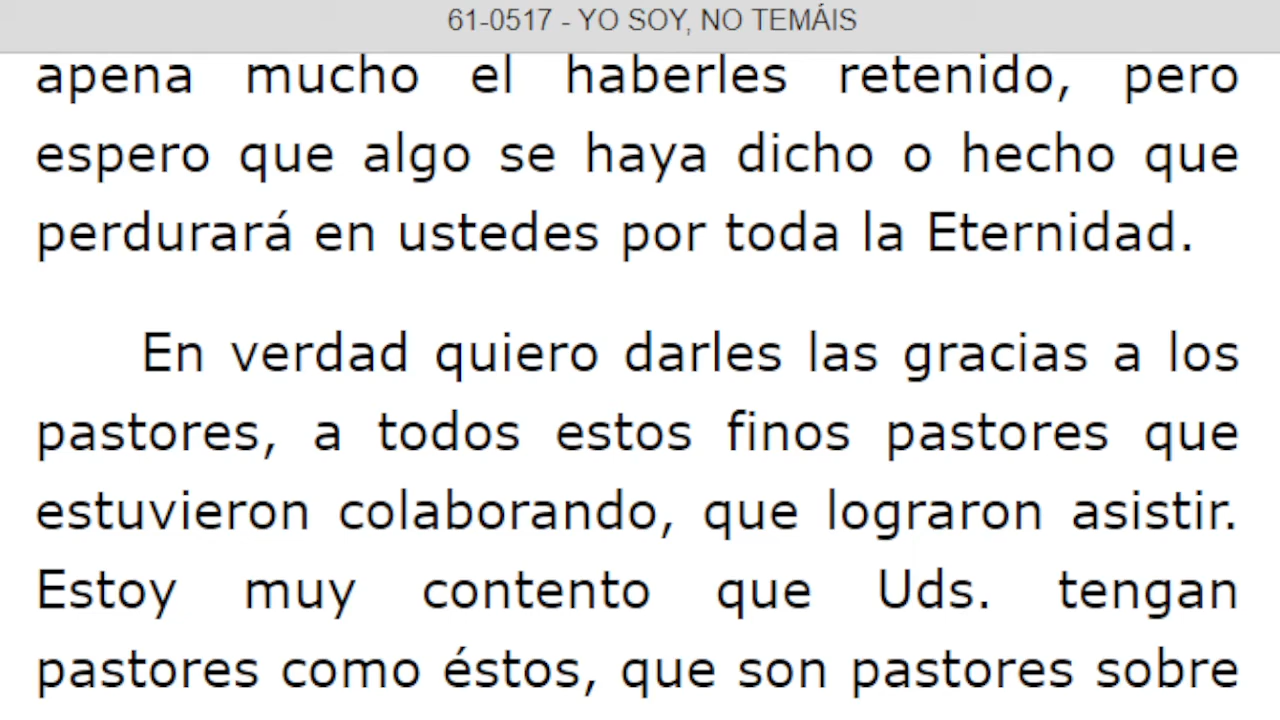 61-0517 - YO SOY, NO TEMÁIS
apena mucho el haberles retenido, pero
espero que algo se haya dicho o hecho que
perdurará en ustedes por toda la Eternidad.
En verdad quiero darles las gracias a los
pastores, a todos estos finos pastores que
estuvieron colaborando, que lograron asistir.
Estoy muy contento que Uds. tengan
pastores como éstos, que son pastores sobre